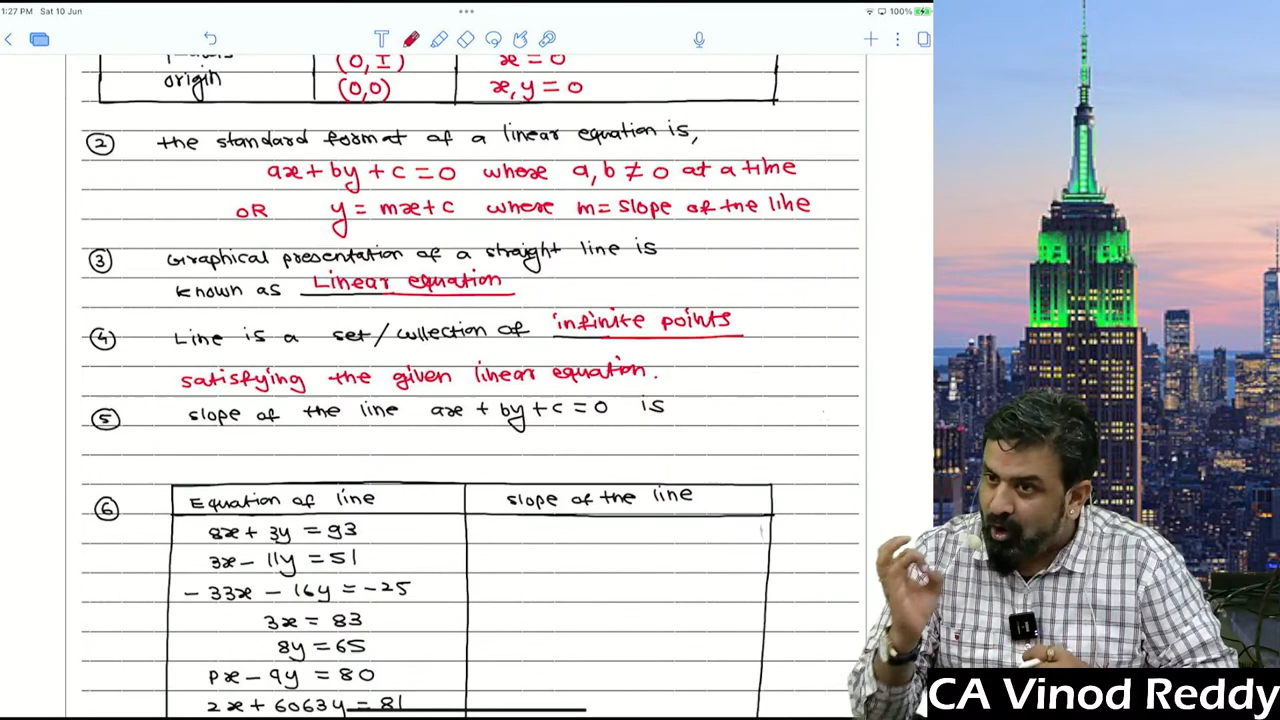 1:27 PM Sat 10 Jun
100%
origin (0,0) x, y = 0
x = 0
② the standard format of a linear equation is,
ax + by + c = 0 where a, b ≠ 0 at a time
OR y = mx + c where m = slope of the line
③ Graphical presentation of a straight line is
known as Linear equation
④ Line is a set/collection of infinite points
satisfying the given linear equation.
⑤ slope of the line ax + by + c = 0 is
⑥ Equation of line slope of the line
8x + 3y = 93
3x - 11y = 51
- 33x - 16y = -25
3x = 83
8y = 65
px - qy = 80
2x + 6063y = 81
CA Vinod Reddy